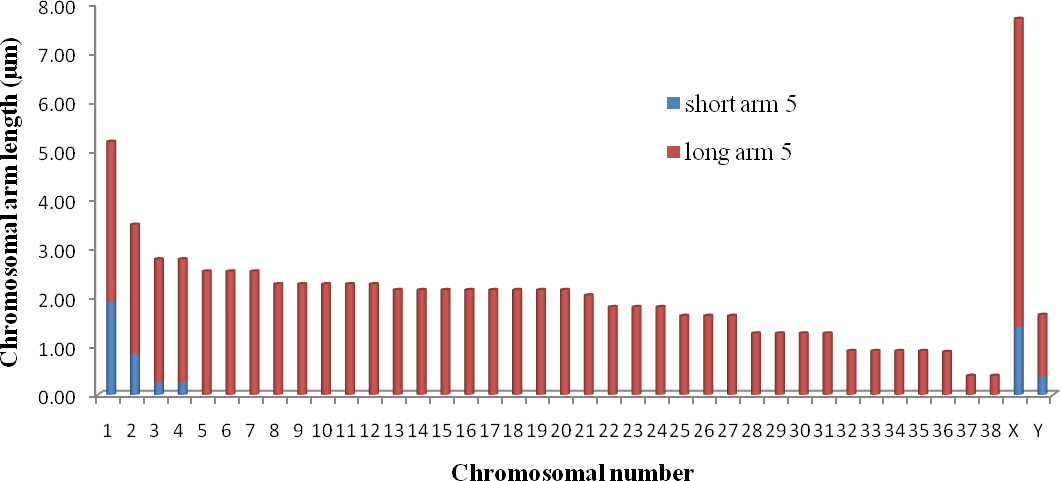 8.00
7.00
6.00
5.00
4.00
3.00
2.00
1.00
0.00
Chromosomal arm length (µm)
short arm 5
long arm 5
1 2 3 4 5 6 7 8 9 10 11 12 13 14 15 16 17 18 19 20 21 22 23 24 25 26 27 28 29 30 31 32 33 34 35 36 37 38 X Y
Chromosomal number